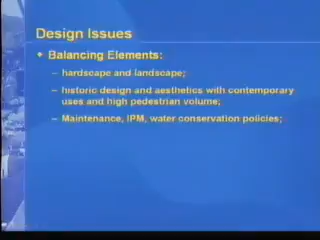 Design Issues
• Balancing Elements:
– hardscape and landscape;
– historic design and aesthetics with contemporary
uses and high pedestrian volume;
– Maintenance, IPM, water conservation policies;